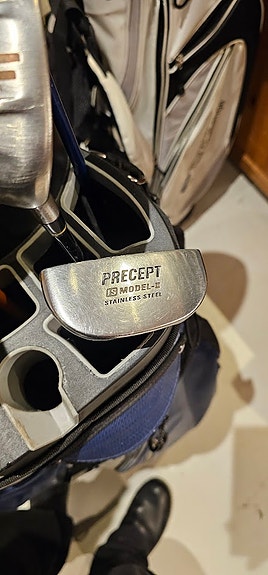 PRECEPT
IS MODEL-II
STAINLESS STEEL